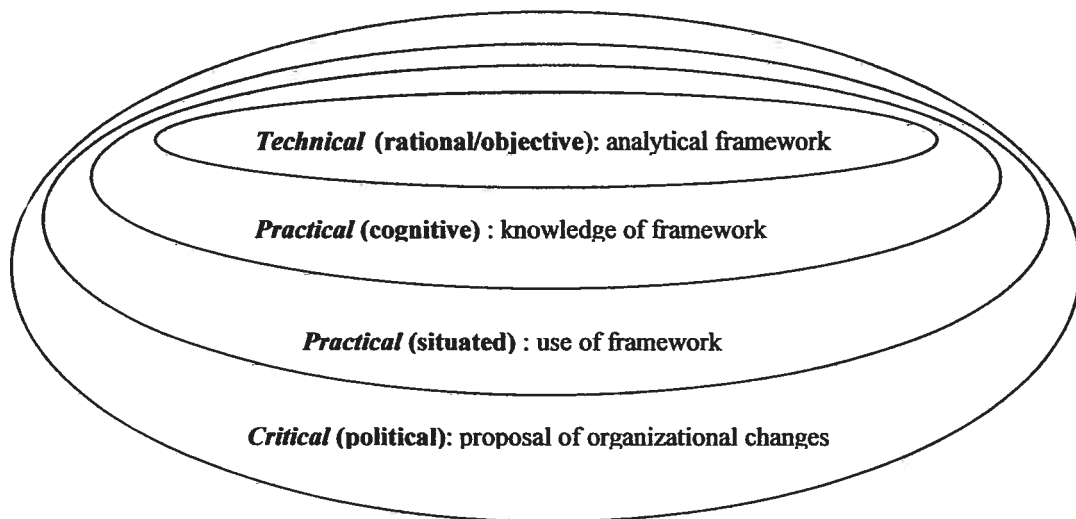 Technical (rational/objective): analytical framework
Practical (cognitive) : knowledge of framework
Practical (situated) : use of framework
Critical (political): proposal of organizational changes